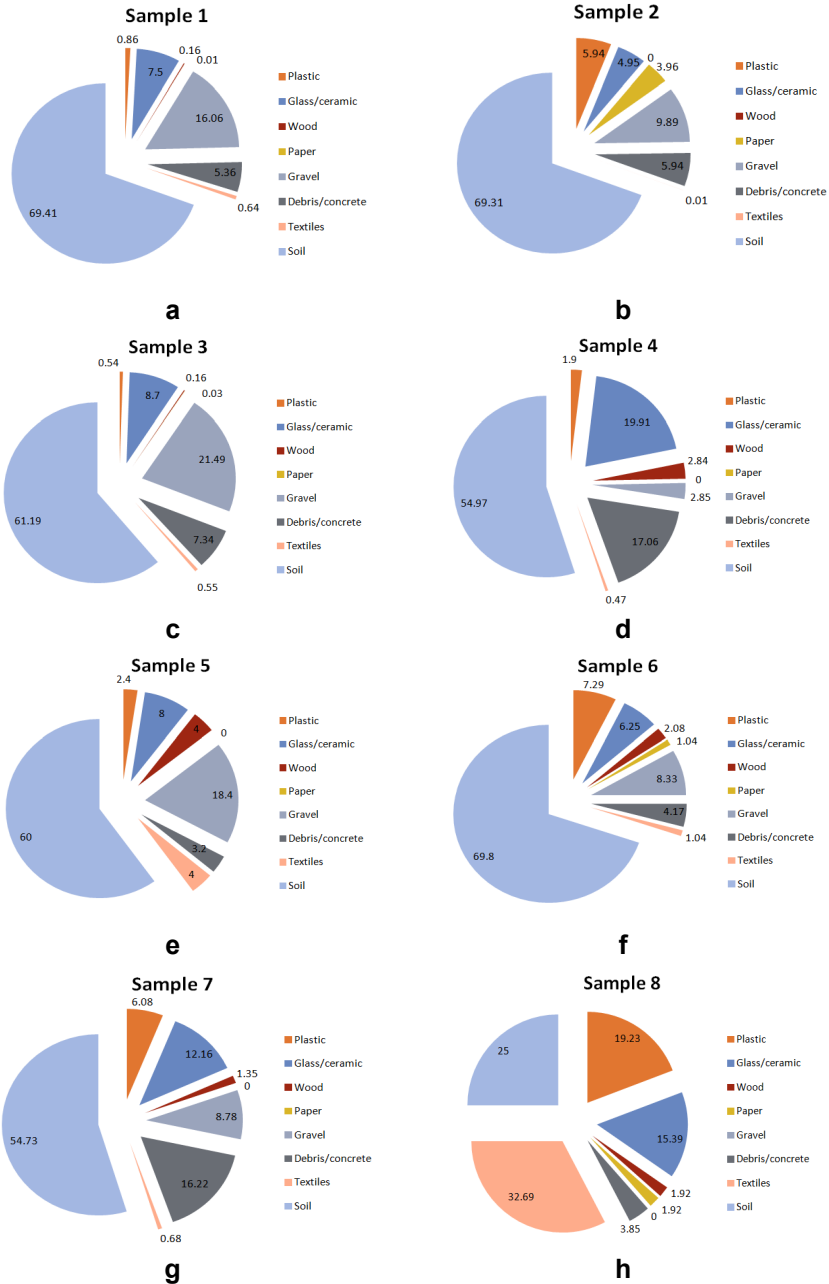 Sample 1
0.86
7.5
0.16
0.01
16.06
5.36
0.64
69.41
Plastic
Glass/ceramic
Wood
Paper
Gravel
Debris/concrete
Textiles
Soil
a
Sample 2
5.94
4.95
0
3.96
9.89
5.94
0.01
69.31
Plastic
Glass/ceramic
Wood
Paper
Gravel
Debris/concrete
Textiles
Soil
b
Sample 3
0.54
8.7
0.16
0.03
21.49
7.34
0.55
61.19
Plastic
Glass/ceramic
Wood
Paper
Gravel
Debris/concrete
Textiles
Soil
c
Sample 4
1.9
19.91
2.84
0
2.85
17.06
0.47
54.97
Plastic
Glass/ceramic
Wood
Paper
Gravel
Debris/concrete
Textiles
Soil
d
Sample 5
2.4
8
4
0
18.4
3.2
4
60
Plastic
Glass/ceramic
Wood
Paper
Gravel
Debris/concrete
Textiles
Soil
e
Sample 6
7.29
6.25
2.08
1.04
8.33
4.17
1.04
69.8
Plastic
Glass/ceramic
Wood
Paper
Gravel
Debris/concrete
Textiles
Soil
f
Sample 7
6.08
12.16
1.35
0
8.78
16.22
0.68
54.73
Plastic
Glass/ceramic
Wood
Paper
Gravel
Debris/concrete
Textiles
Soil
g
Sample 8
19.23
15.39
1.92
1.92
0
3.85
32.69
25
Plastic
Glass/ceramic
Wood
Paper
Gravel
Debris/concrete
Textiles
Soil
h